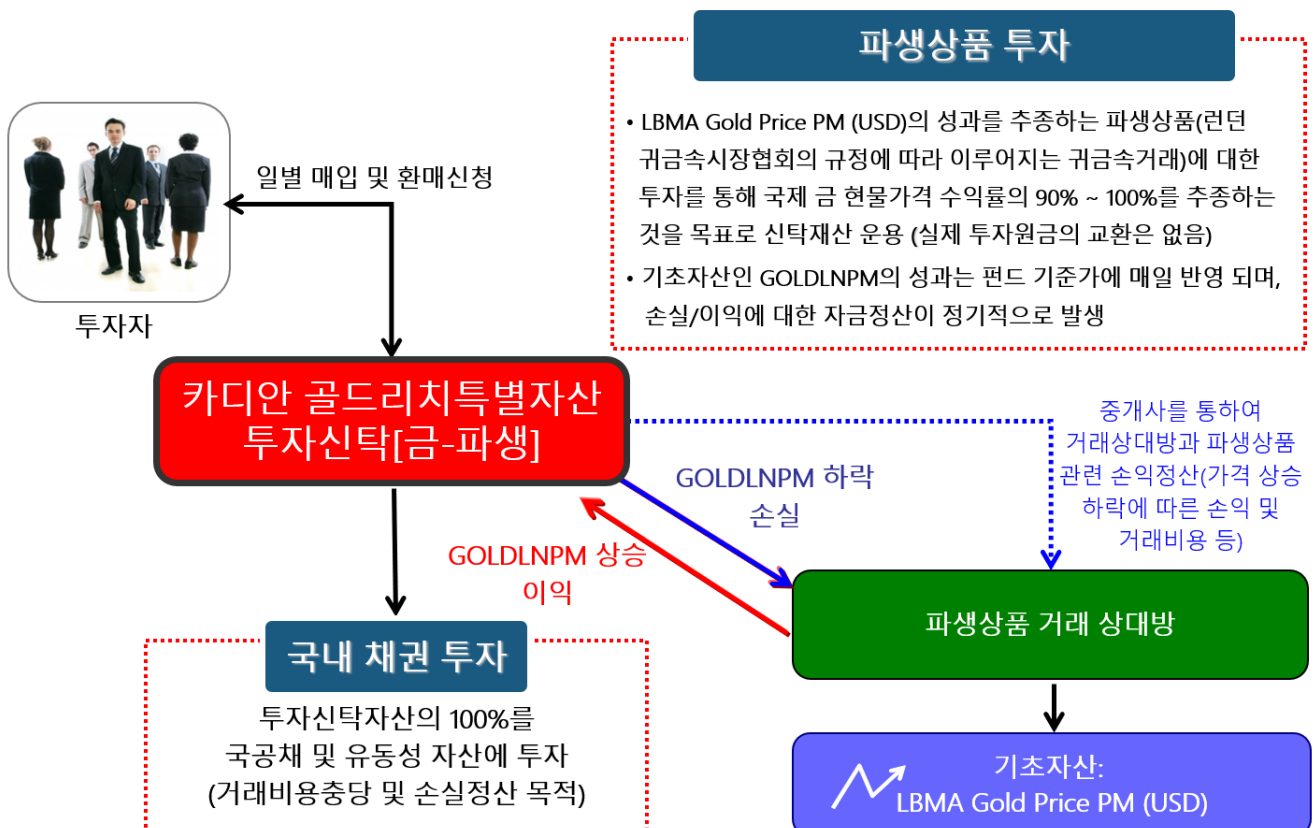 파생상품 투자
• LBMA Gold Price PM (USD)의 성과를 추종하는 파생상품(런던
귀금속시장협회의 규정에 따라 이루어지는 귀금속거래)에 대한
투자를 통해 국제 금 현물가격 수익률의 90% ~ 100%를 추종하는
것을 목표로 신탁재산 운용 (실제 투자원금의 교환은 없음)
• 기초자산인 GOLDLNPM의 성과는 펀드 기준가에 매일 반영 되며,
손실/이익에 대한 자금정산이 정기적으로 발생
일별 매입 및 환매신청
투자자
카디안 골드리치특별자산
투자신탁[금-파생]
중개사를 통하여
거래상대방과 파생상품
관련 손익정산(가격 상승
하락에 따른 손익 및
거래비용 등)
GOLDLNPM 하락
손실
GOLDLNPM 상승
이익
파생상품 거래 상대방
국내 채권 투자
투자신탁자산의 100%를
국공채 및 유동성 자산에 투자
(거래비용충당 및 손실정산 목적)
기초자산:
LBMA Gold Price PM (USD)